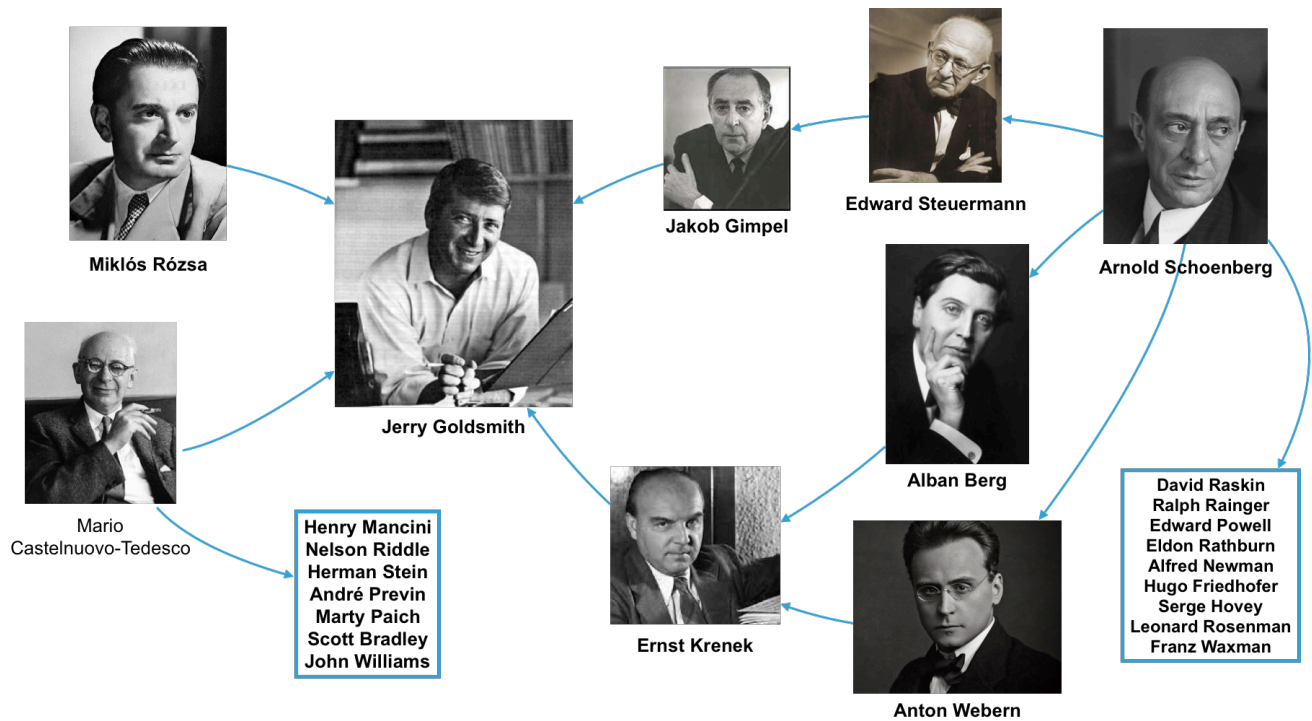 Miklós Rózsa
Jerry Goldsmith
Jakob Gimpel
Edward Steuermann
Arnold Schoenberg
Mario
Castelnuovo-Tedesco
Henry Mancini
Nelson Riddle
Herman Stein
André Previn
Marty Paich
Scott Bradley
John Williams
Ernst Krenek
Alban Berg
Anton Webern
David Raskin
Ralph Rainger
Edward Powell
Eldon Rathburn
Alfred Newman
Hugo Friedhofer
Serge Hovey
Leonard Rosenman
Franz Waxman